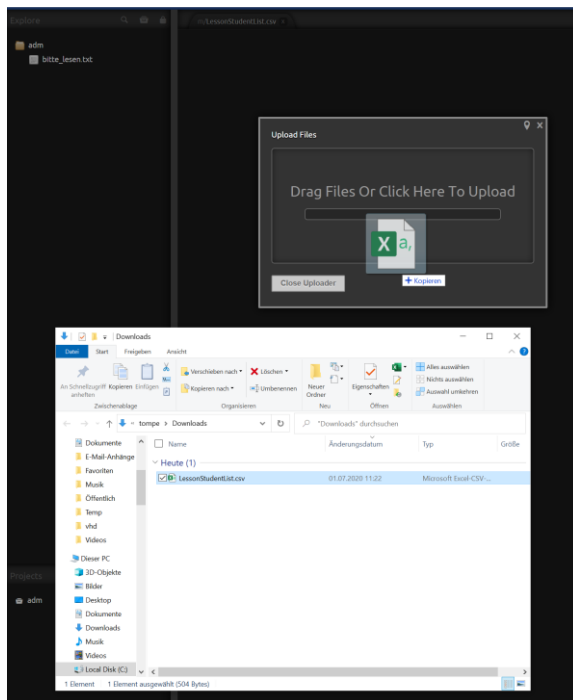 Explore
~/LessonStudentList.csv
adm
bitte_lesen.txt
Upload Files
Drag Files Or Click Here To Upload
X a,
Close Uploader
+ Kopieren
Downloads
Datei Start Freigeben Ansicht
An Schnellzugriff anheften
Kopieren
Einfügen
Verschieben nach
Kopieren nach
Löschen
Umbenennen
Neuer Ordner
Eigenschaften
Alles auswählen
Nichts auswählen
Auswahl umkehren
Zwischenablage Organisieren Neu Öffnen Auswählen
tompe > Downloads
"Downloads" durchsuchen
Name Änderungsdatum Typ Größe
Heute (1)
LessonStudentList.csv 01.07.2020 11:22 Microsoft Excel-CSV-...
Dokumente
E-Mail-Anhänge
Favoriten
Musik
Öffentlich
Temp
vhd
Videos
Dieser PC
3D-Objekte
Bilder
Desktop
Dokumente
Downloads
Musik
Videos
Local Disk (C:)
1 Element 1 Element ausgewählt (504 Bytes)
Projects
adm